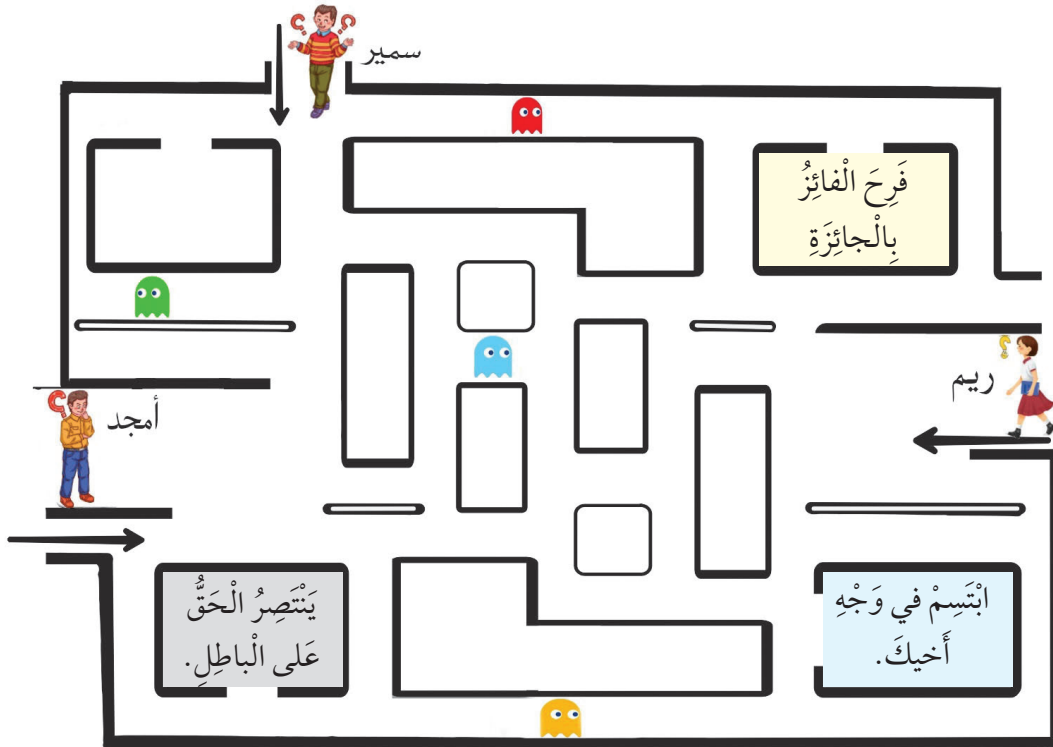 سمير
فَرِحَ الْفائِزُ
بِالْجائِزَةِ
ريم
أمجد
يَنْتَصِرُ الْحَقُّ
عَلى الْباطِلِ.
ابْتَسِمْ في وَجْهِ
أَخيكَ.